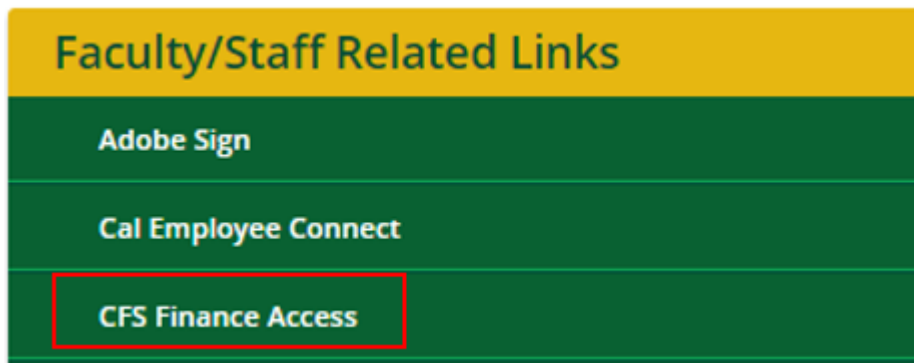 Faculty/Staff Related Links
Adobe Sign
Cal Employee Connect
CFS Finance Access